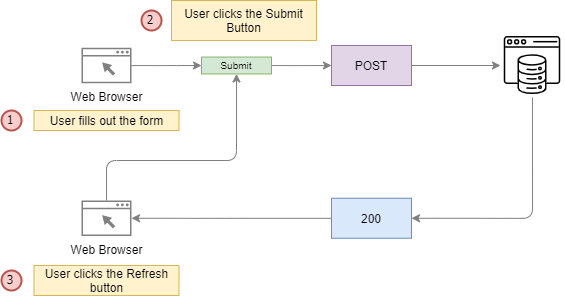 2
User clicks the Submit
Button
Submit
POST
Web Browser
1
User fills out the form
200
Web Browser
3
User clicks the Refresh
button